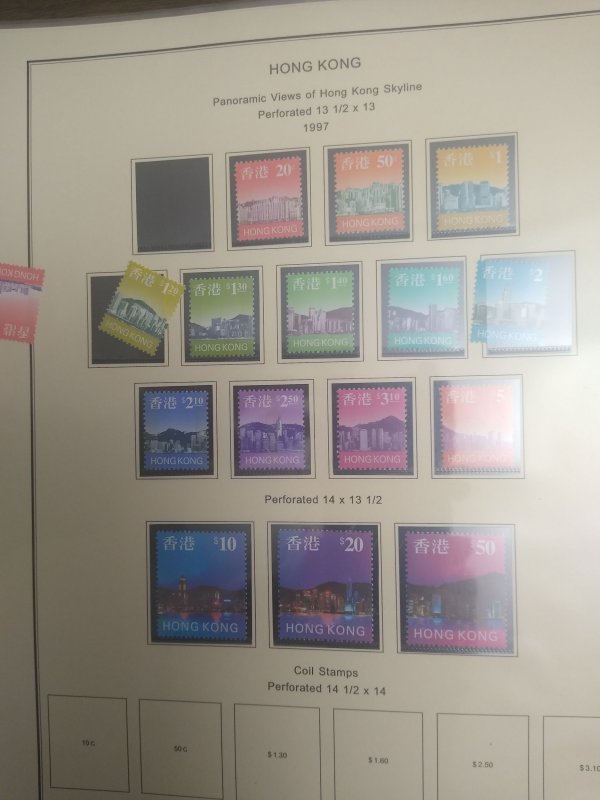 HONG KONG
Panoramic Views of Hong Kong Skyline
Perforated 13 1/2 x 13
1997
香港 20¢
HONG KONG
香港 50¢
HONG KONG
香港 $1
HONG KONG
香港
HONG KONG
香港 $1.20
HONG KONG
香港 $1.30
HONG KONG
香港 $1.40
HONG KONG
香港 $1.60
HONG KONG
香港 $2
HONG KONG
香港 $2.10
HONG KONG
香港 $2.50
HONG KONG
香港 $3.10
HONG KONG
香港 5
HONG KONG
Perforated 14 x 13 1/2
香港 $10
HONG KONG
香港 $20
HONG KONG
香港 $50
HONG KONG
Coil Stamps
Perforated 14 1/2 x 14
10 C
50 C
$ 1.30
$ 1.60
$ 2.50
$ 3.10